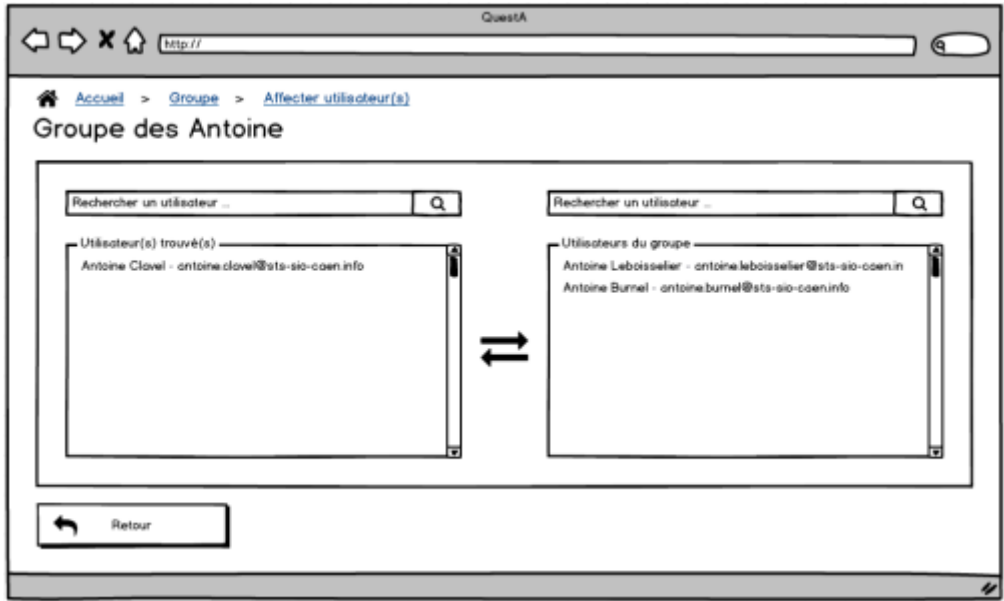 QuestA
http://
Accueil > Groupe > Affecter utilisateur(s)
Groupe des Antoine
Rechercher un utilisateur ...
Rechercher un utilisateur ...
Utilisateur(s) trouvé(s)
Antoine Clavel - antoine.clavel@sts-sio-caen.info
Utilisateurs du groupe
Antoine Leboisselier - antoine.leboisselier@sts-sio-caen.in
Antoine Burnel - antoine.burnel@sts-sio-caen.info
Retour